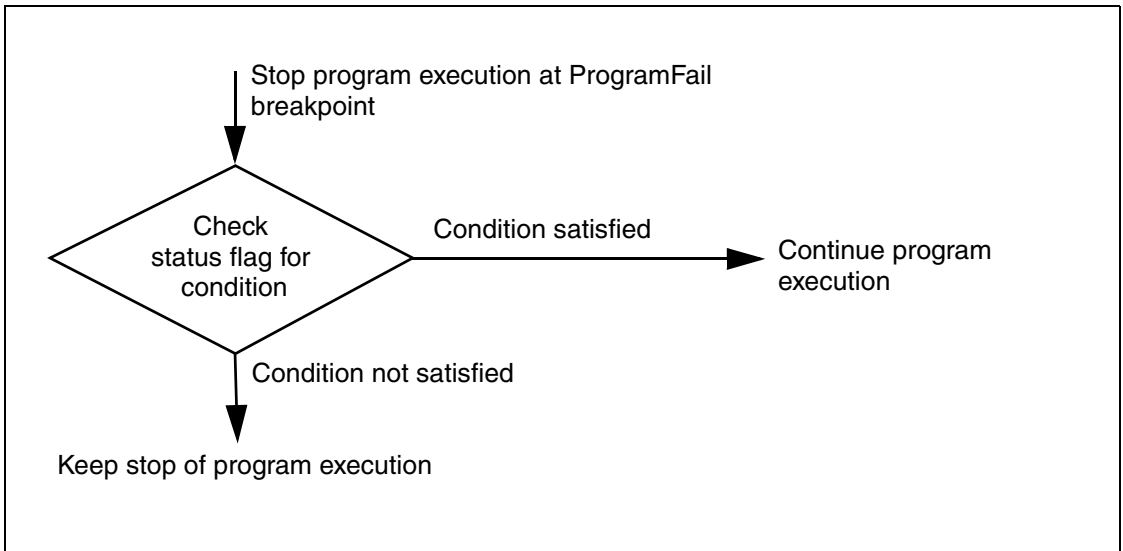 Stop program execution at ProgramFail
breakpoint
Check
status flag for
condition
Condition satisfied
Continue program
execution
Condition not satisfied
Keep stop of program execution